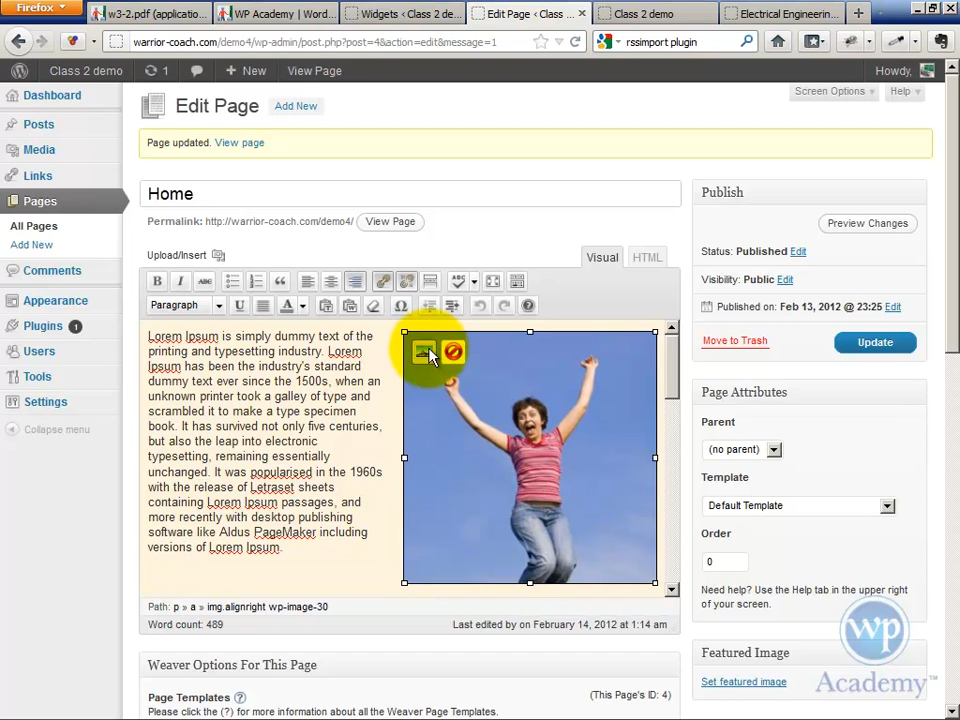 Firefox
w3-2.pdf (applicatio...
WP Academy | Word...
Widgets ‹ Class 2 de...
Edit Page ‹ Class ...
Class 2 demo
Electrical Engineerin...
warrior-coach.com/demo4/wp-admin/post.php?post=4&action=edit&message=1
rssimport plugin
Class 2 demo
1
New
View Page
Howdy,
Dashboard
Posts
Media
Links
Pages
All Pages
Add New
Comments
Appearance
Plugins 1
Users
Tools
Settings
Collapse menu
Screen Options
Help
Edit Page
Add New
Page updated. View page
Home
Permalink: http://warrior-coach.com/demo4/ View Page
Upload/Insert
Visual
HTML
B I ABC
Paragraph
U
A
Lorem Ipsum is simply dummy text of the
printing and typesetting industry. Lorem
Ipsum has been the industry's standard
dummy text ever since the 1500s, when an
unknown printer took a galley of type and
scrambled it to make a type specimen
book. It has survived not only five centuries,
but also the leap into electronic
typesetting, remaining essentially
unchanged. It was popularised in the 1960s
with the release of Letraset sheets
containing Lorem Ipsum passages, and
more recently with desktop publishing
software like Aldus PageMaker including
versions of Lorem Ipsum.
Path: p » a » img.alignright wp-image-30
Word count: 489
Last edited by on February 14, 2012 at 1:14 am
Weaver Options For This Page
Page Templates (?)
(This Page's ID: 4)
Please click the (?) for more information about all the Weaver Page Templates.
Publish
Preview Changes
Status: Published Edit
Visibility: Public Edit
Published on: Feb 13, 2012 @ 23:25 Edit
Move to Trash
Update
Page Attributes
Parent
(no parent)
Template
Default Template
Order
0
Need help? Use the Help tab in the upper right
of your screen.
Featured Image
Set featured image
wp
Academy™